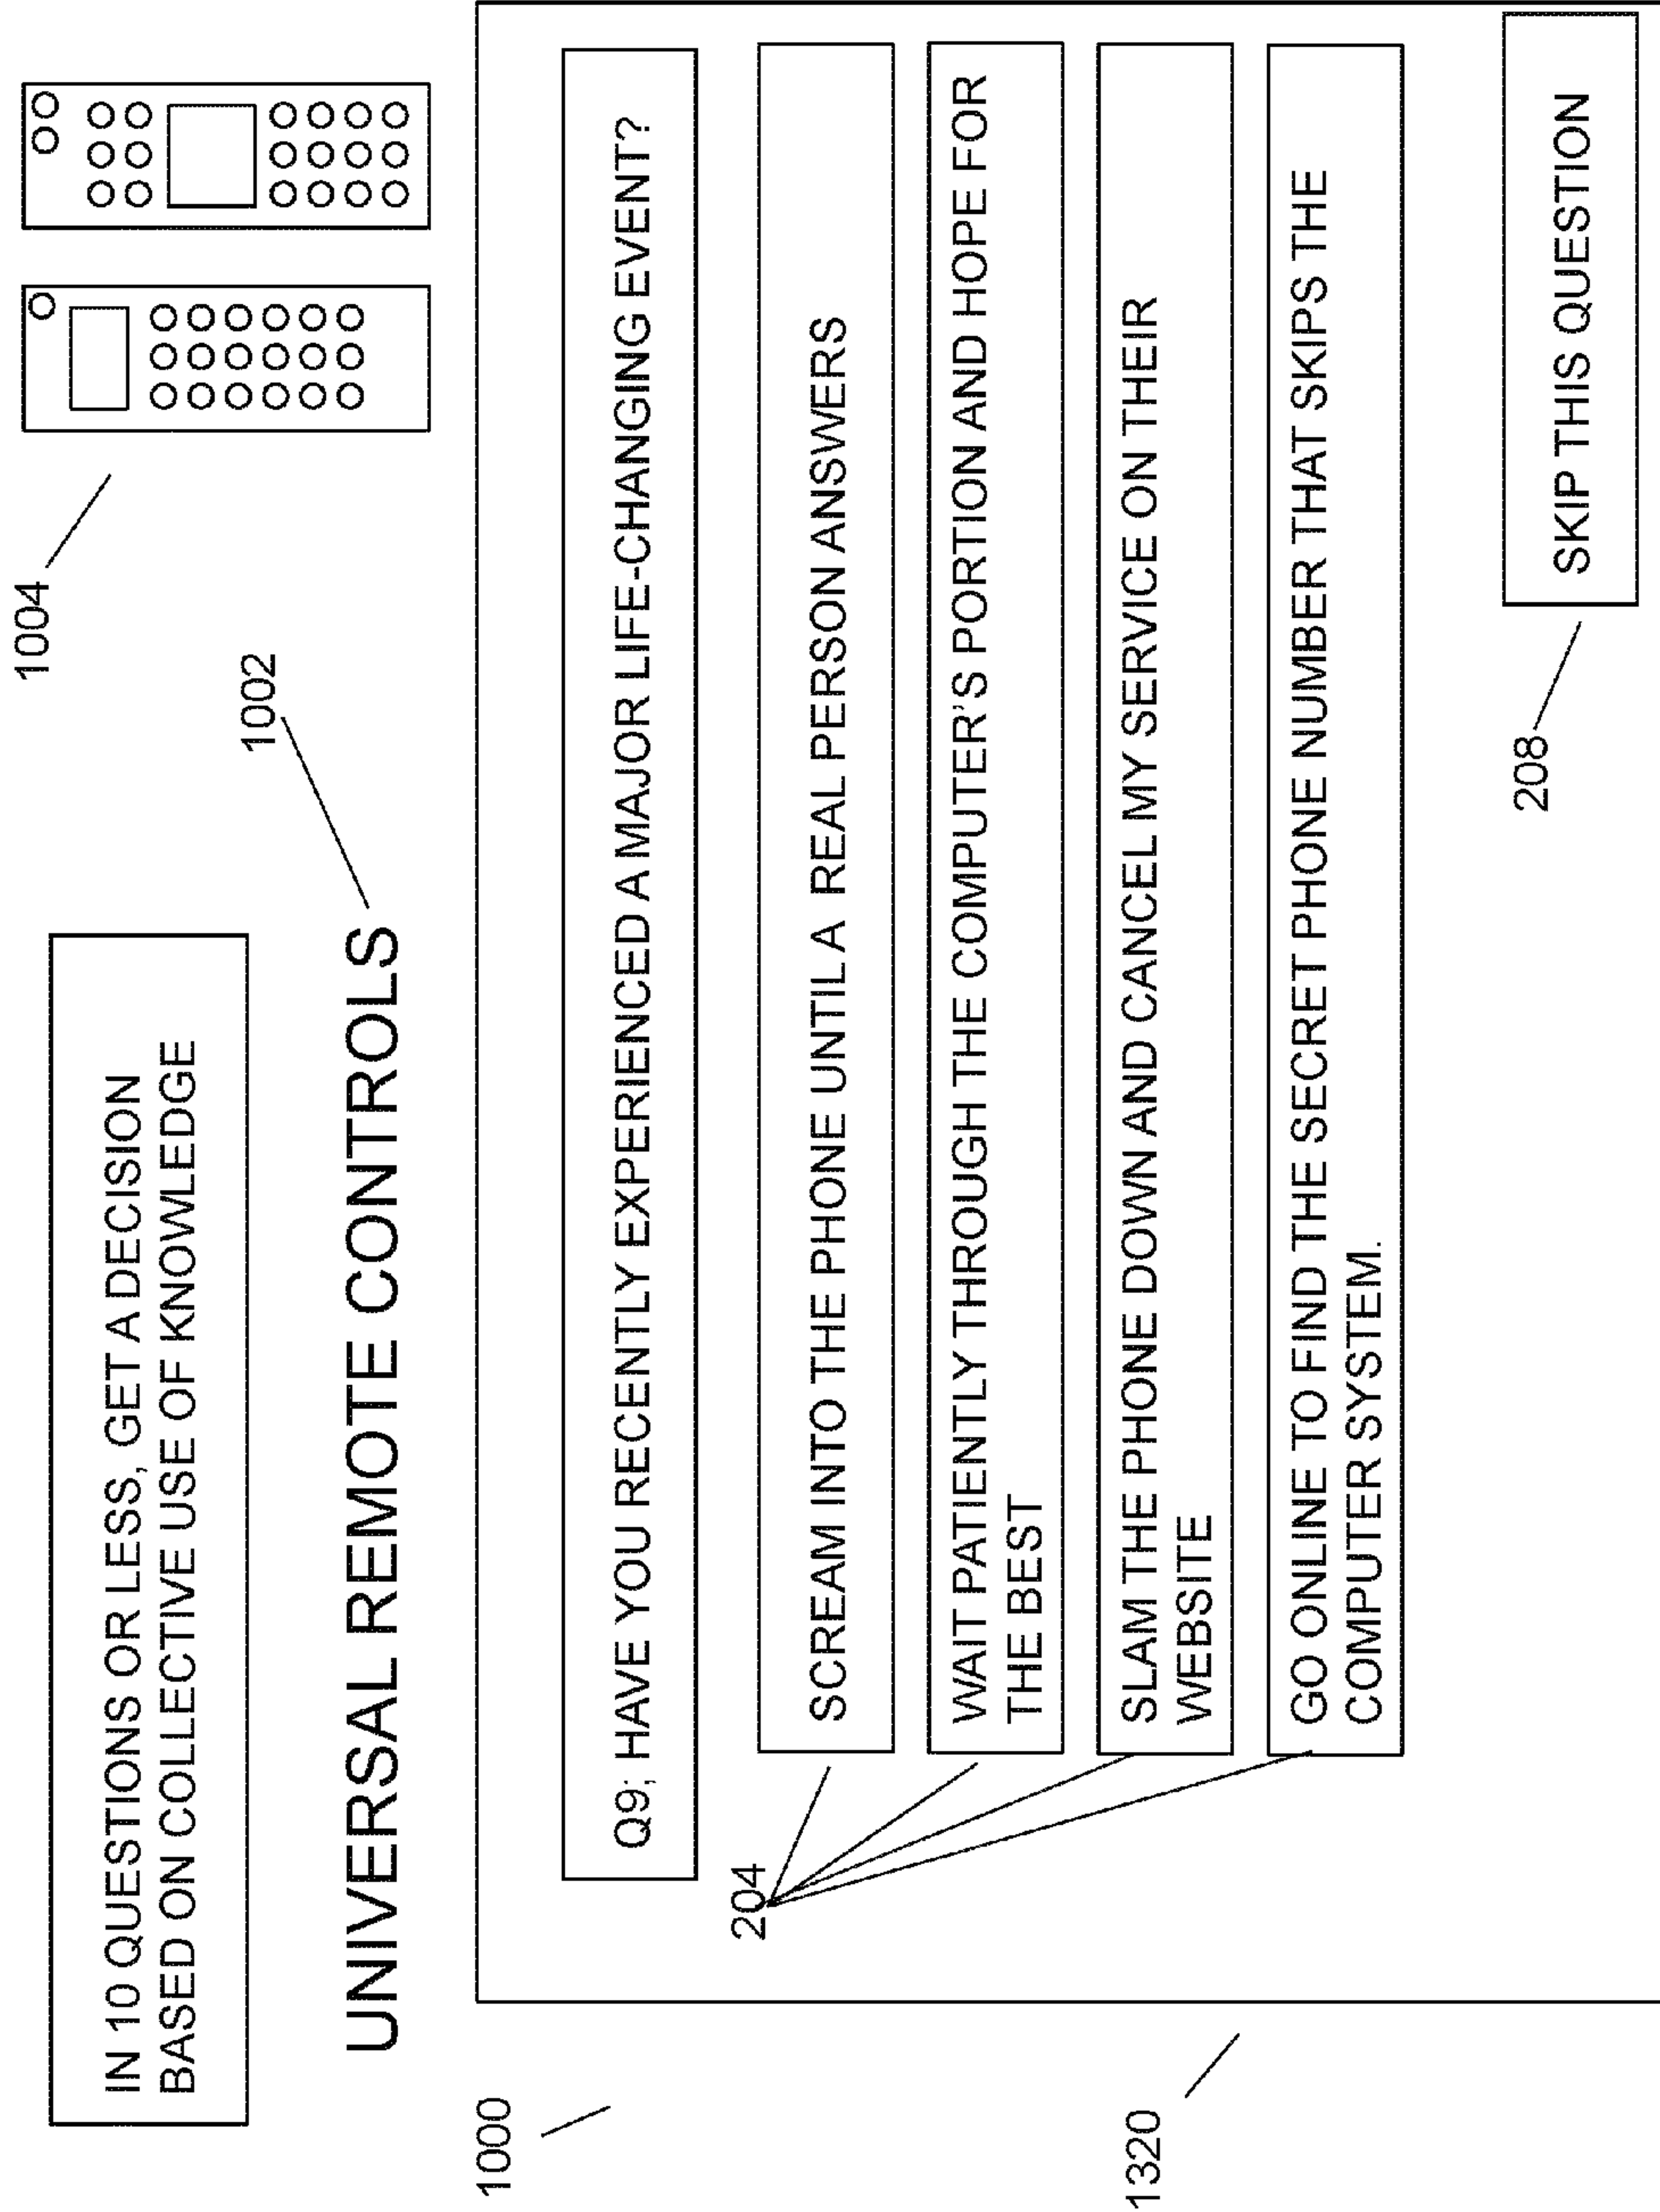 IN 10 QUESTIONS OR LESS, GET A DECISION
BASED ON COLLECTIVE USE OF KNOWLEDGE
1004
1002
UNIVERSAL REMOTE CONTROLS
1000
Q9; HAVE YOU RECENTLY EXPERIENCED A MAJOR LIFE-CHANGING EVENT?
204
SCREAM INTO THE PHONE UNTIL A REAL PERSON ANSWERS
WAIT PATIENTLY THROUGH THE COMPUTER'S PORTION AND HOPE FOR
THE BEST
SLAM THE PHONE DOWN AND CANCEL MY SERVICE ON THEIR
WEBSITE
GO ONLINE TO FIND THE SECRET PHONE NUMBER THAT SKIPS THE
COMPUTER SYSTEM.
1320
208
SKIP THIS QUESTION